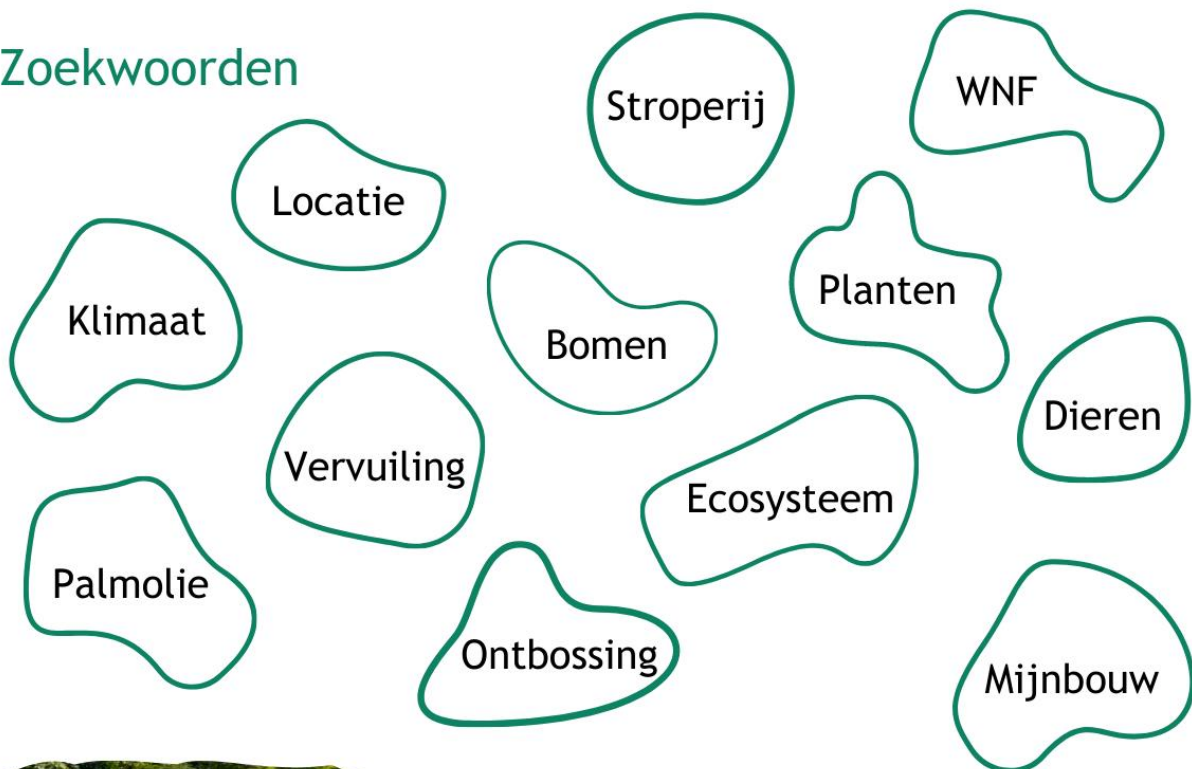 Zoekwoorden
Stroperij
WNF
Locatie
Klimaat
Bomen
Planten
Dieren
Vervuiling
Ecosysteem
Palmolie
Ontbossing
Mijnbouw